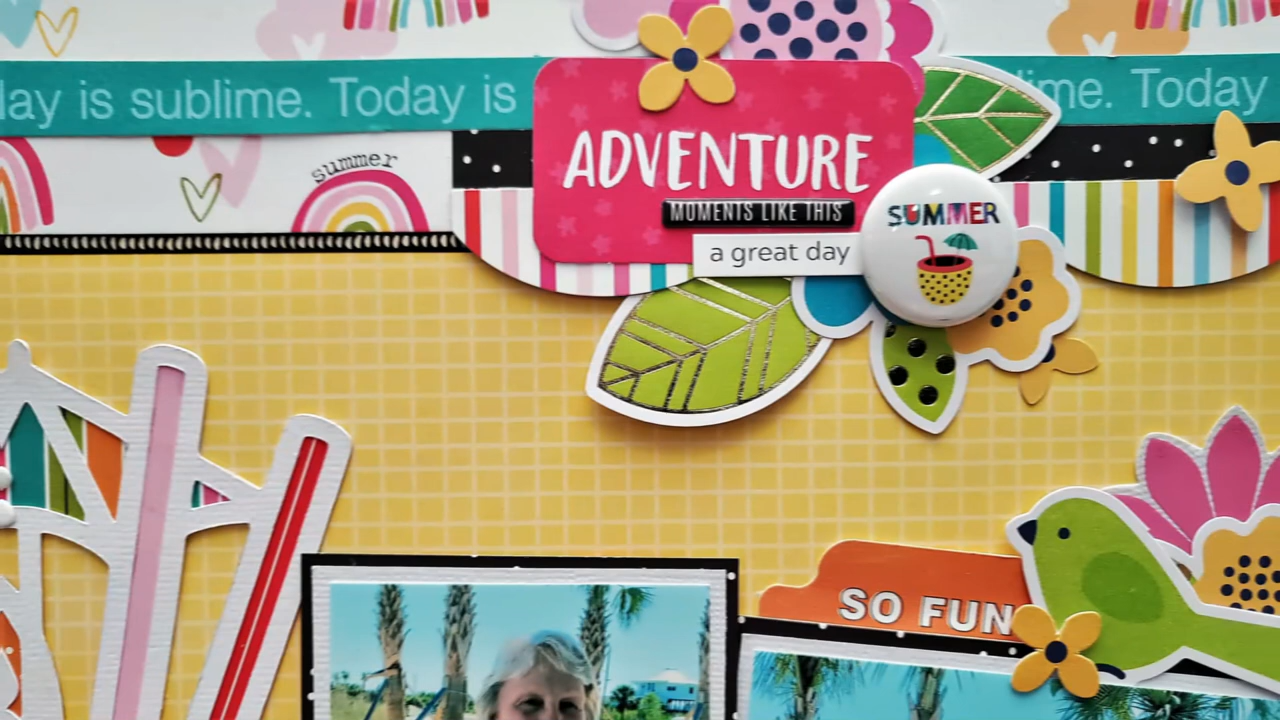 day is sublime. Today is
ime. Today
summer
ADVENTURE
MOMENTS LIKE THIS
a great day
SUMMER
SO FUN